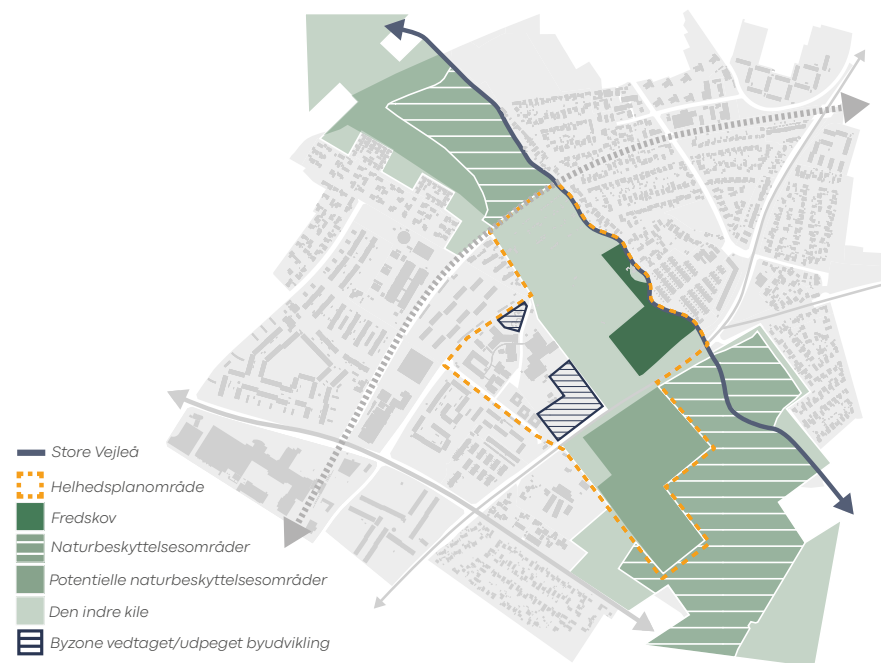 Store Vejleå
Helhedsplanområde
Fredskov
Naturbeskyttelsesområder
Potentielle naturbeskyttelsesområder
Den indre kile
Byzone vedtaget/udpeget byudvikling